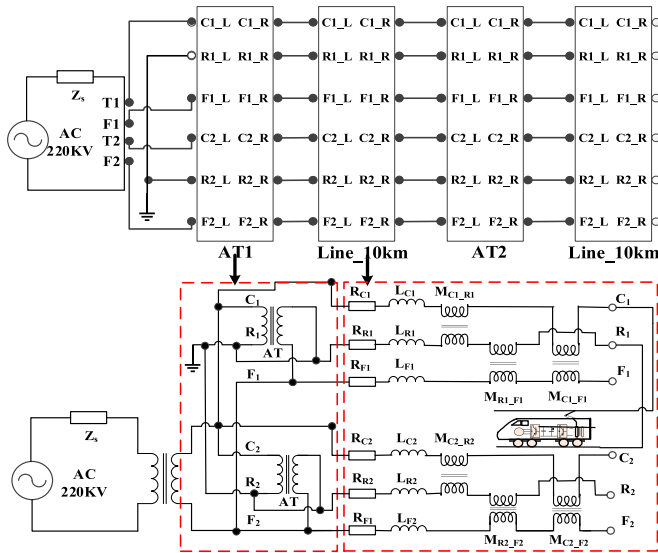 C1_L C1_R C1_L C1_R C1_L C1_R C1_L C1_R
R1_L R1_R R1_L R1_R R1_L R1_R R1_L R1_R
Zs
T1
F1_L F1_R F1_L F1_R F1_L F1_R F1_L F1_R
F1
AC
220KV
T2
C2_L C2_R C2_L C2_R C2_L C2_R C2_L C2_R
F2
R2_L R2_R R2_L R2_R R2_L R2_R R2_L R2_R
F2_L F2_R F2_L F2_R F2_L F2_R F2_L F2_R
AT1 Line_10km AT2 Line_10km
C1 RC1 LC1 MC1_R1 C1
R1 AT RR1 LR1 R1
F1 RF1 LF1 MR1_F1 MC1_F1 F1
Zs
AC
220KV
C2 RC2 LC2 MC2_R2 C2
R2 AT RR2 LR2 R2
F2 RF1 LF2 MR2_F2 MC2_F2 F2